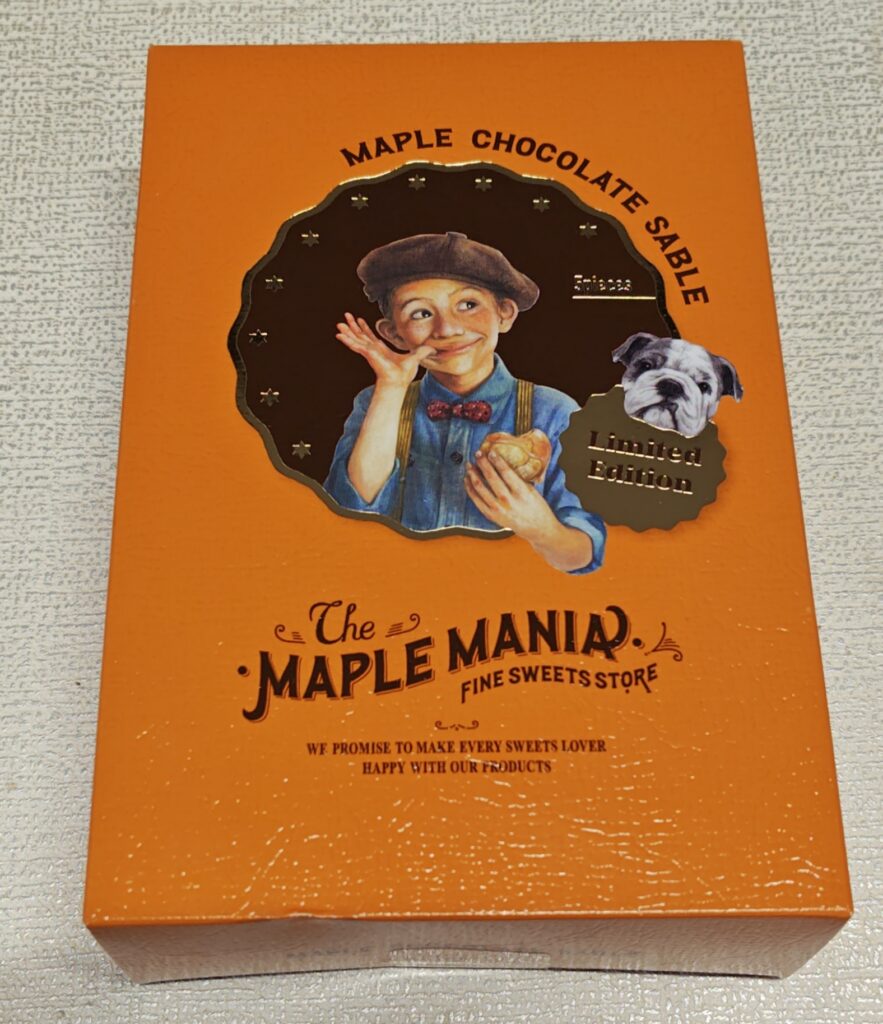 MAPLE CHOCOLATE SABLE
Limited
Edition
The
MAPLE MANIA
FINE SWEETS STORE
WE PROMISE TO MAKE EVERY SWEETS LOVER
HAPPY WITH OUR PRODUCTS